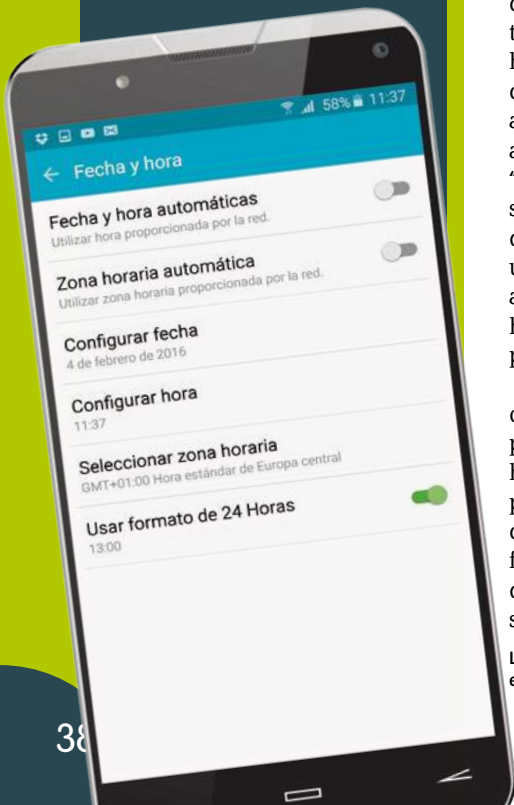 58% 11:37
Fecha y hora
Fecha y hora automáticas
Utilizar hora proporcionada por la red.
Zona horaria automática
Utilizar zona horaria proporcionada por la red.
Configurar fecha
4 de febrero de 2016
Configurar hora
11:37
Seleccionar zona horaria
GMT+01:00 Hora estándar de Europa central
Usar formato de 24 Horas
13:00
38